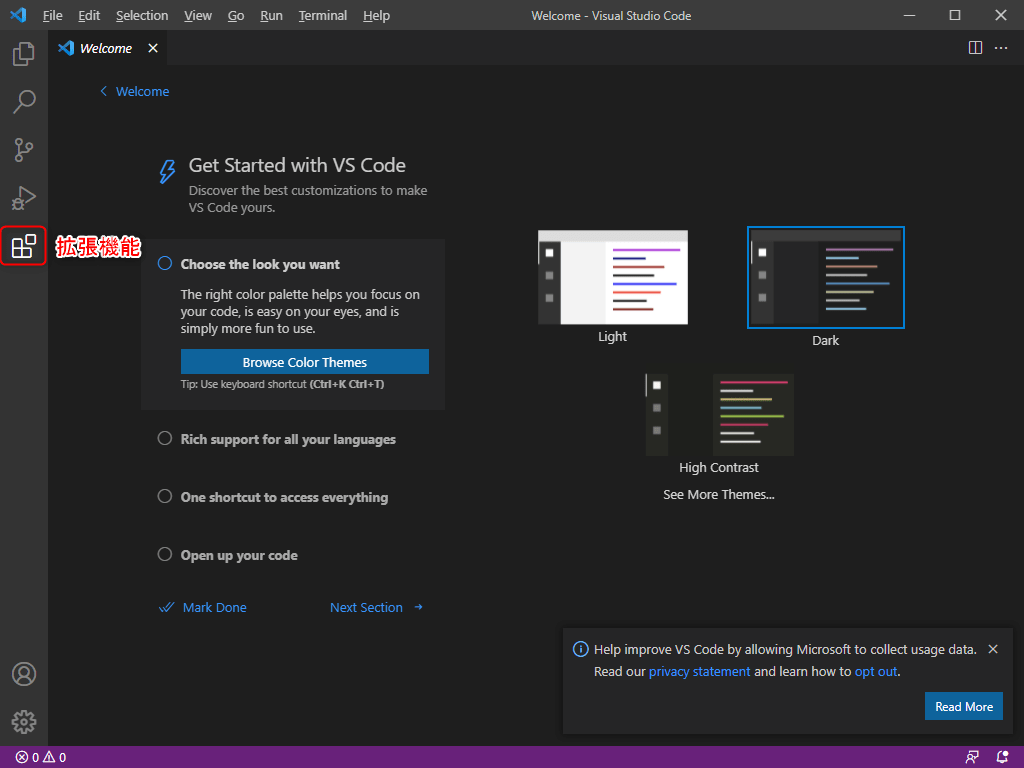 File Edit Selection View Go Run Terminal Help Welcome - Visual Studio Code
Welcome
Welcome
Get Started with VS Code
Discover the best customizations to make
VS Code yours.
拡張機能
Choose the look you want
The right color palette helps you focus on
your code, is easy on your eyes, and is
simply more fun to use.
Browse Color Themes
Tip: Use keyboard shortcut (Ctrl+K Ctrl+T)
Rich support for all your languages
One shortcut to access everything
Open up your code
Mark Done Next Section
Light
Dark
High Contrast
See More Themes...
Help improve VS Code by allowing Microsoft to collect usage data.
Read our privacy statement and learn how to opt out.
Read More
0 0